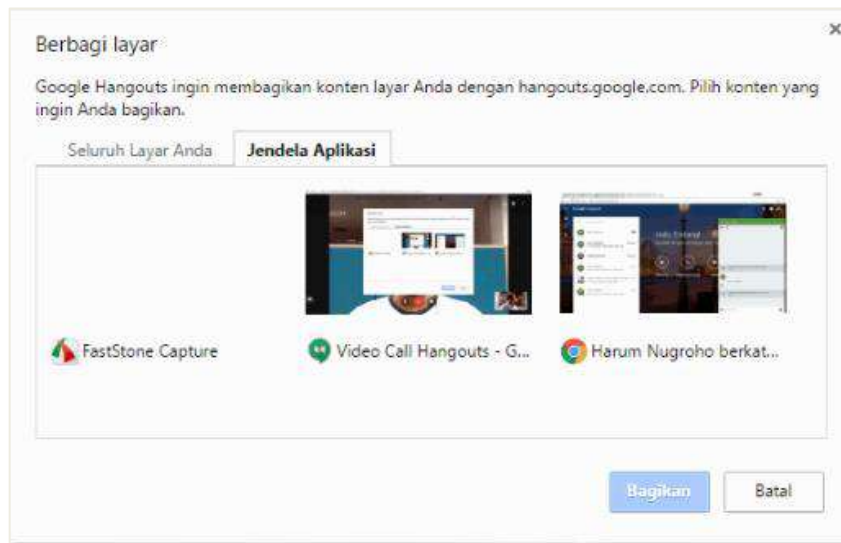 Berbagi layar
Google Hangouts ingin membagikan konten layar Anda dengan hangouts.google.com. Pilih konten yang
ingin Anda bagikan.
Seluruh Layar Anda
Jendela Aplikasi
FastStone Capture
Video Call Hangouts - G...
Harum Nugroho berkat...
Bagikan
Batal